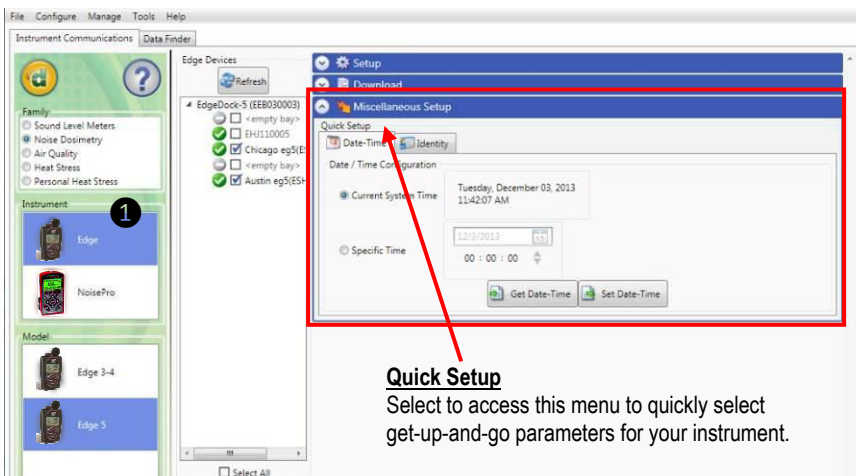 File Configure Manage Tools Help
Instrument Communications Data Finder
d ?
Family
Sound Level Meters
Noise Dosimetry
Air Quality
Heat Stress
Personal Heat Stress
Instrument
1
Edge
NoisePro
Model
Edge 3-4
Edge 5
Edge Devices
Refresh
EdgeDock-5 (EEB030003)
<empty bay>
EHJ110005
Chicago eg5(E
<empty bay>
Austin eg5(ESH
Select All
Setup
Download
Miscellaneous Setup
Quick Setup
Date-Time Identity
Date / Time Configuration
Current System Time
Tuesday, December 03, 2013
11:42:07 AM
Specific Time
12/3/2013 15
00 : 00 : 00
Get Date-Time Set Date-Time
Quick Setup
Select to access this menu to quickly select
get-up-and-go parameters for your instrument.